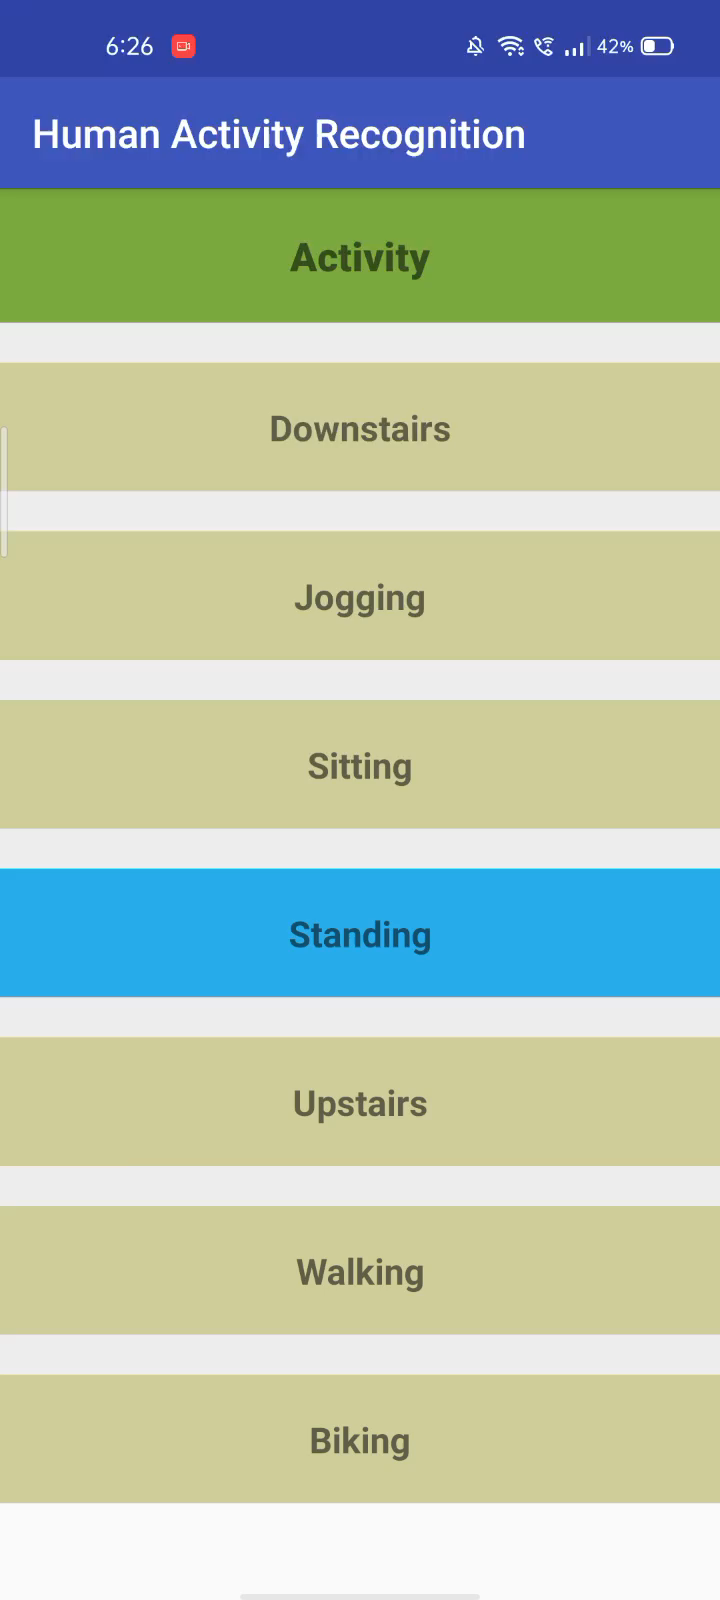 6:26 42%
Human Activity Recognition
Activity
Downstairs
Jogging
Sitting
Standing
Upstairs
Walking
Biking